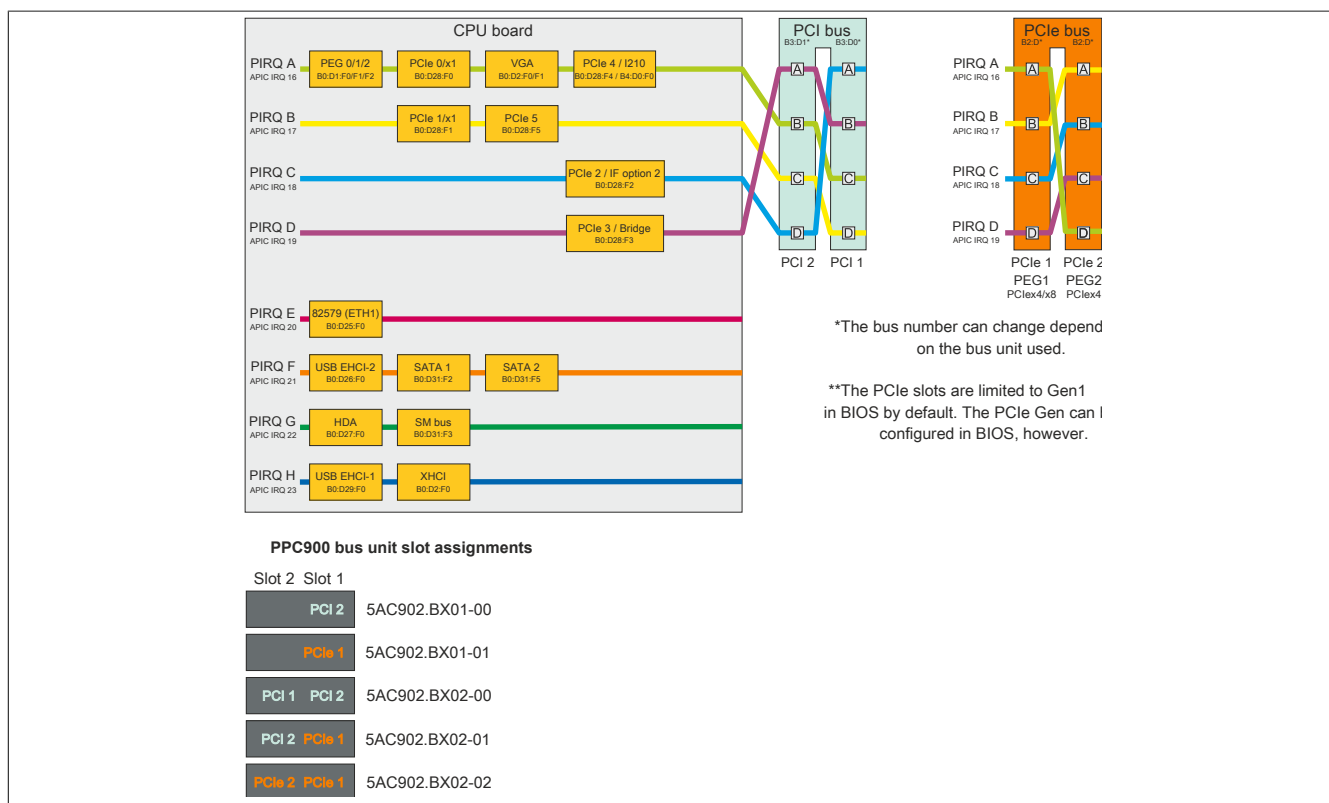 CPU board
PIRQ A
APIC IRQ 16
PEG 0/1/2
B0:D1:F0/F1/F2
PCIe 0/x1
B0:D28:F0
VGA
B0:D2:F0/F1
PCIe 4 / I210
B0:D28:F4 / B4:D0:F0
PIRQ B
APIC IRQ 17
PCIe 1/x1
B0:D28:F1
PCIe 5
B0:D28:F5
PIRQ C
APIC IRQ 18
PCIe 2 / IF option 2
B0:D28:F2
PIRQ D
APIC IRQ 19
PCIe 3 / Bridge
B0:D28:F3
PIRQ E
APIC IRQ 20
82579 (ETH1)
B0:D25:F0
PIRQ F
APIC IRQ 21
USB EHCI-2
B0:D26:F0
SATA 1
B0:D31:F2
SATA 2
B0:D31:F5
PIRQ G
APIC IRQ 22
HDA
B0:D27:F0
SM bus
B0:D31:F3
PIRQ H
APIC IRQ 23
USB EHCI-1
B0:D29:F0
XHCI
B0:D2:F0
PCI bus
B3:D1* B3:D0*
A A
B B
C C
D D
PCI 2 PCI 1
PCIe bus
B2:D* B2:D*
PIRQ A
APIC IRQ 16
A A
PIRQ B
APIC IRQ 17
B B
PIRQ C
APIC IRQ 18
C C
PIRQ D
APIC IRQ 19
D D
PCIe 1 PCIe 2
PEG1 PEG2
PCIex4/x8 PCIex4
*The bus number can change depend
on the bus unit used.
**The PCIe slots are limited to Gen1
in BIOS by default. The PCIe Gen can
configured in BIOS, however.
PPC900 bus unit slot assignments
Slot 2 Slot 1
PCI 2 5AC902.BX01-00
PCIe 1 5AC902.BX01-01
PCI 1 PCI 2 5AC902.BX02-00
PCI 2 PCIe 1 5AC902.BX02-01
PCIe 2 PCIe 1 5AC902.BX02-02